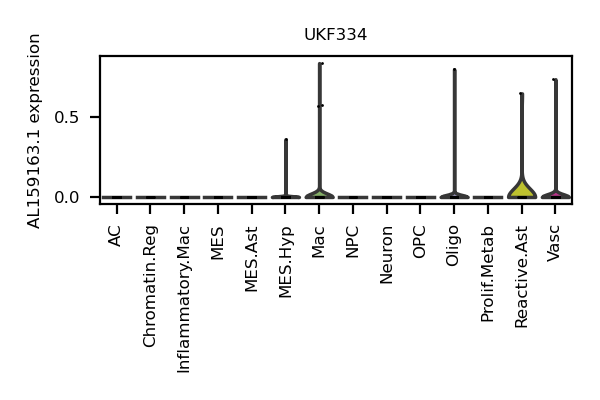 UKF334
AL159163.1 expression
0.5
0.0
AC
Chromatin.Reg
Inflammatory.Mac
MES
MES.Ast
MES.Hyp
Mac
NPC
Neuron
OPC
Oligo
Prolif.Metab
Reactive.Ast
Vasc